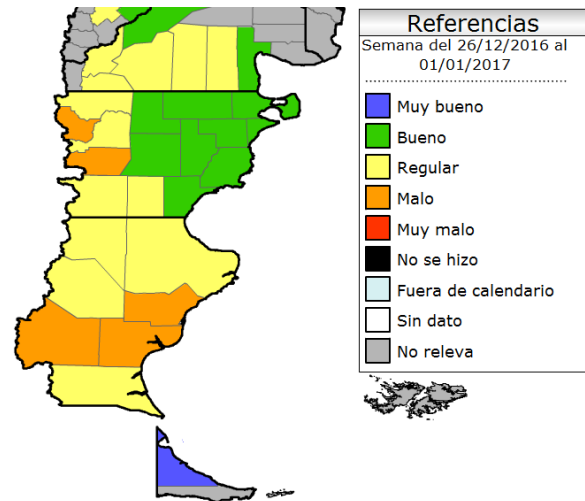 Referencias
Semana del 26/12/2016 al
01/01/2017
Muy bueno
Bueno
Regular
Malo
Muy malo
No se hizo
Fuera de calendario
Sin dato
No releva